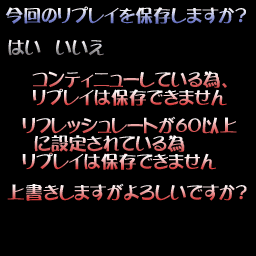 今回のリプレイを保存しますか?
はい　いいえ
コンティニューしている為、
リプレイは保存できません
リフレッシュレートが60以上
に設定されている為
リプレイは保存できません
上書きしますがよろしいですか?